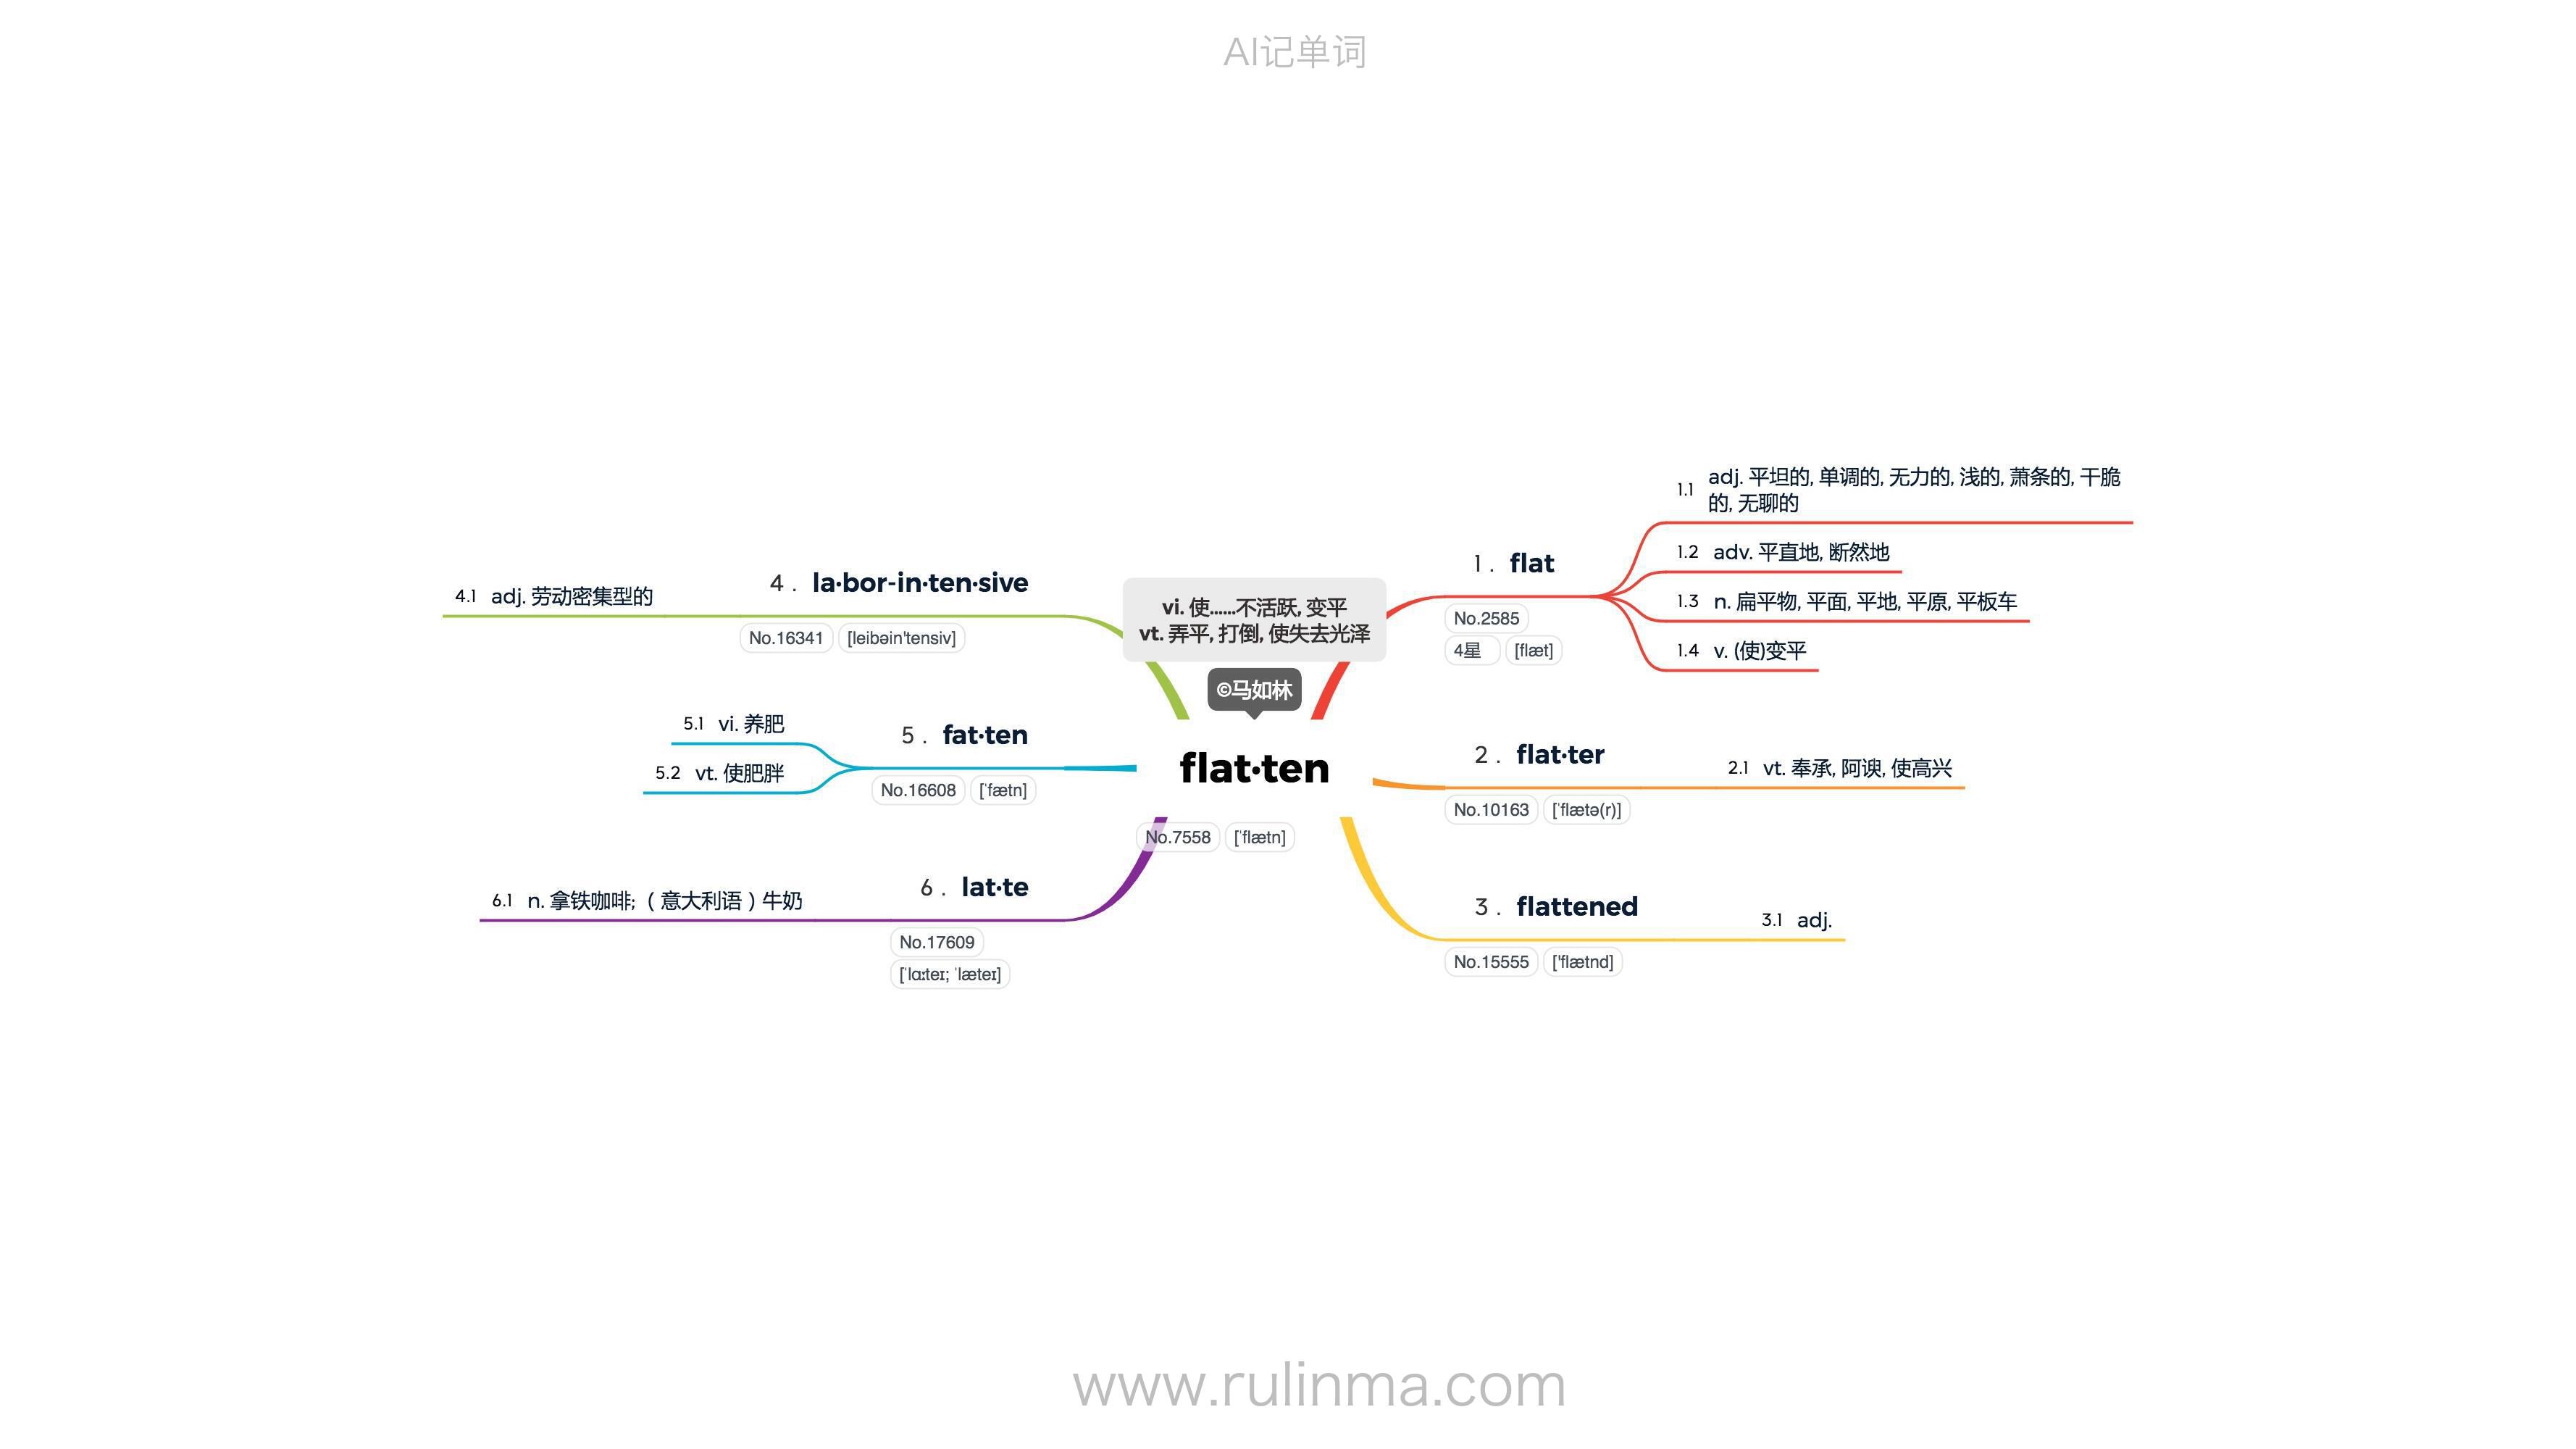 AI记单词
vi. 使......不活跃, 变平
vt. 弄平, 打倒, 使失去光泽
©马如林
flat·ten
No.7558 [ˈflætn]
1. flat
No.2585
4星 [flæt]
1.1 adj. 平坦的, 单调的, 无力的, 浅的, 萧条的, 干脆
的, 无聊的
1.2 adv. 平直地, 断然地
1.3 n. 扁平物, 平面, 平地, 平原, 平板车
1.4 v. (使)变平
2. flat·ter
No.10163 [ˈflætə(r)]
2.1 vt. 奉承, 阿谀, 使高兴
3. flattened
No.15555 ['flætnd]
3.1 adj.
4. la·bor-in·ten·sive
No.16341 [leibəin'tensiv]
4.1 adj. 劳动密集型的
5. fat·ten
No.16608 [ˈfætn]
5.1 vi. 养肥
5.2 vt. 使肥胖
6. lat·te
No.17609
[ˈlɑːteɪ; ˈlæteɪ]
6.1 n. 拿铁咖啡;（意大利语）牛奶
www.rulinma.com